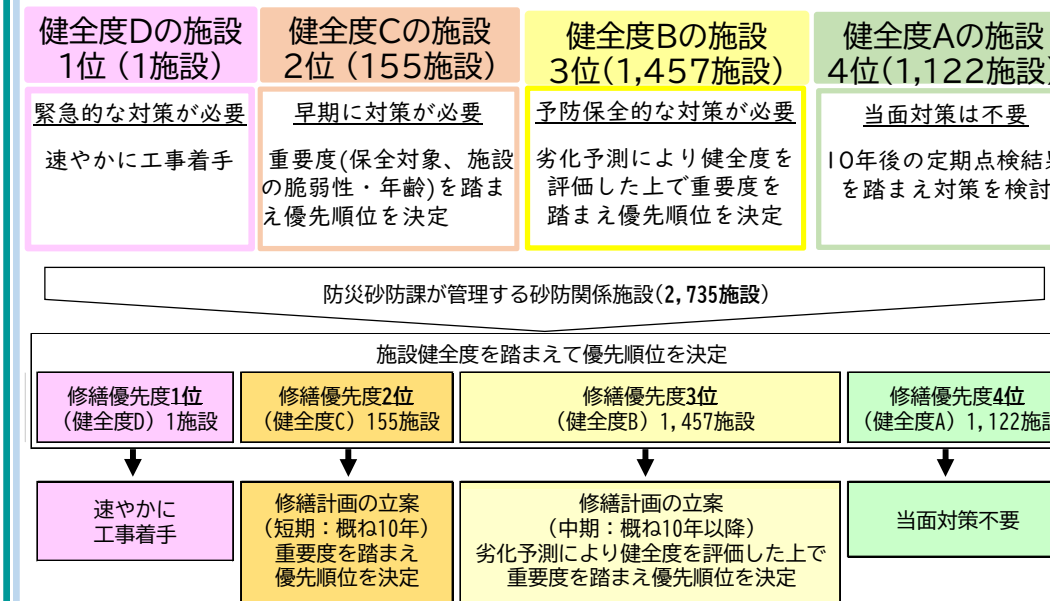 健全度Dの施設
1位 (1施設)
緊急的な対策が必要
速やかに工事着手
健全度Cの施設
2位 (155施設)
早期に対策が必要
重要度(保全対象、施設
の脆弱性・年齢)を踏ま
え優先順位を決定
健全度Bの施設
3位(1,457施設)
予防保全的な対策が必要
劣化予測により健全度を
評価した上で重要度を
踏まえ優先順位を決定
健全度Aの施設
4位(1,122施設)
当面対策は不要
10年後の定期点検結果
を踏まえ対策を検討
防災砂防課が管理する砂防関係施設(2,735施設)
施設健全度を踏まえて優先順位を決定
修繕優先度1位
(健全度D) 1施設
修繕優先度2位
(健全度C) 155施設
修繕優先度3位
(健全度B) 1,457施設
修繕優先度4位
(健全度A) 1,122施設
速やかに
工事着手
修繕計画の立案
(短期:概ね10年)
重要度を踏まえ
優先順位を決定
修繕計画の立案
(中期:概ね10年以降)
劣化予測により健全度を評価した上で
重要度を踏まえ優先順位を決定
当面対策不要